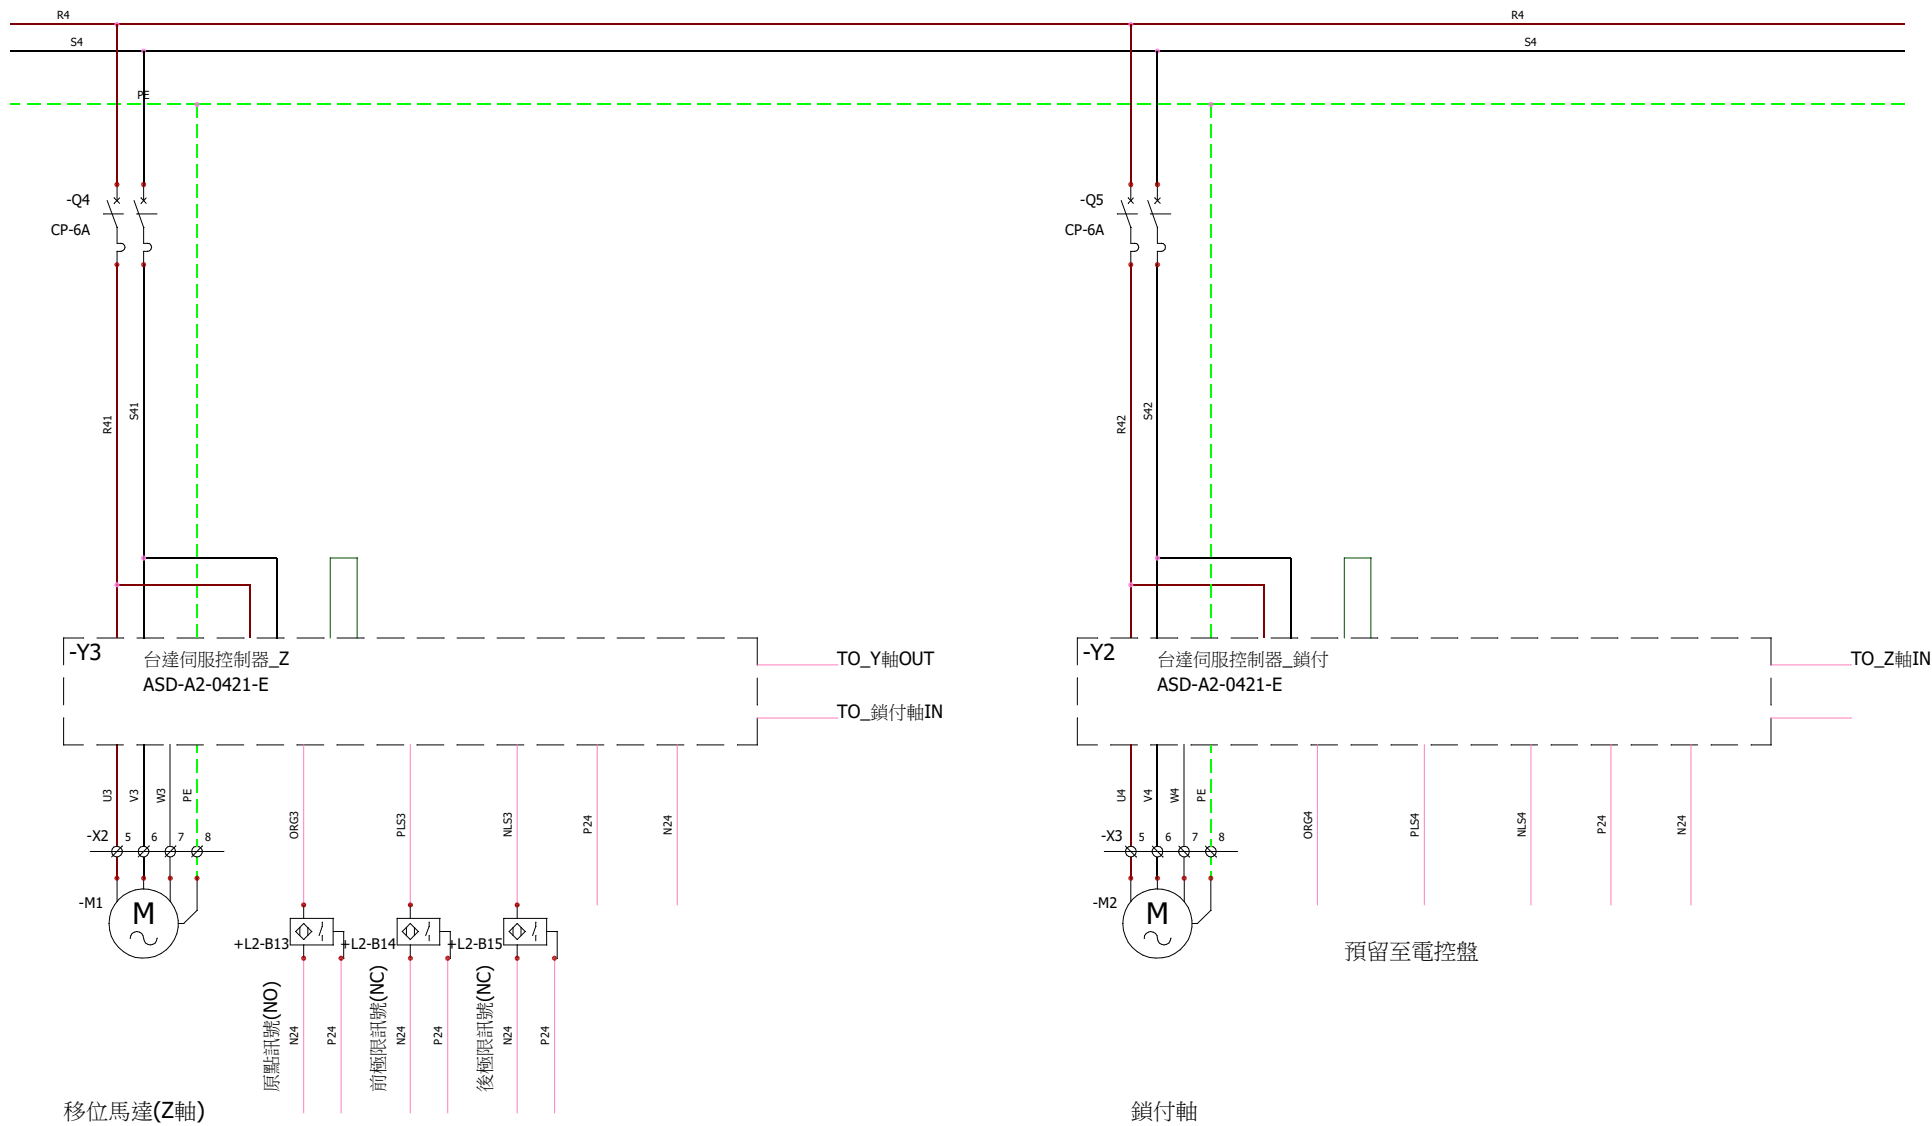 R4
R4
S4
S4
PE
-Q4
CP-6A
-Q5
CP-6A
R41
S41
R42
S42
-Y3
台達伺服控制器_Z
ASD-A2-0421-E
TO_Y軸OUT
TO_鎖付軸IN
-Y2
台達伺服控制器_鎖付
ASD-A2-0421-E
TO_Z軸IN
U3
V3
W3
PE
ORG3
PLS3
NLS3
P24
N24
U4
V4
W4
PE
ORG4
PLS4
NLS4
P24
N24
-X2 5 6 7 8
-X3 5 6 7 8
-M1
M
-M2
M
+L2-B13
+L2-B14
+L2-B15
預留至電控盤
原點訊號(NO)
N24
P24
前極限訊號(NC)
N24
P24
後極限訊號(NC)
N24
P24
移位馬達(Z軸)
鎖付軸